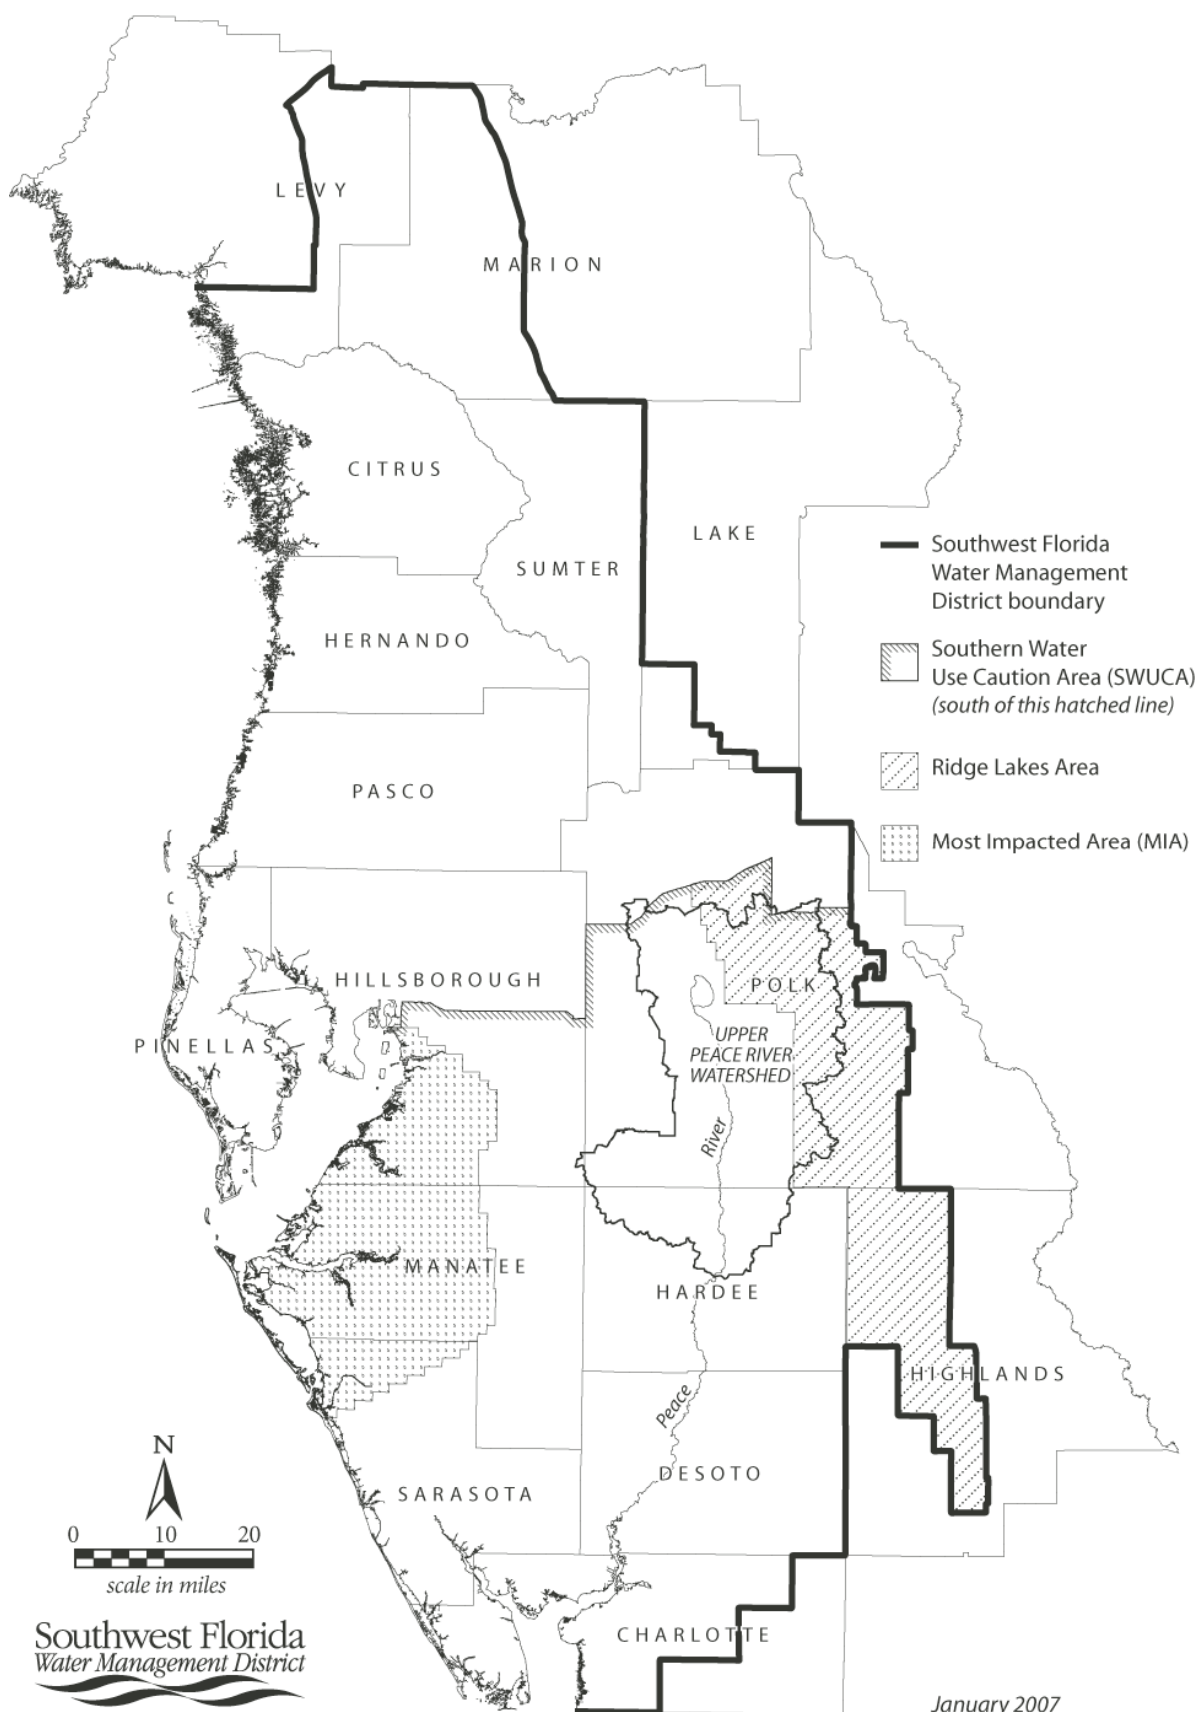 LEVY
MARION
CITRUS
LAKE
SUMTER
HERNANDO
PASCO
HILLSBOROUGH
POLK
PINELLAS
UPPER
PEACE RIVER
WATERSHED
River
MANATEE
HARDEE
HIGHLANDS
Peace
DESOTO
SARASOTA
CHARLOTTE
Southwest Florida
Water Management
District boundary
Southern Water
Use Caution Area (SWUCA)
(south of this hatched line)
Ridge Lakes Area
Most Impacted Area (MIA)
N
0 10 20
scale in miles
Southwest Florida
Water Management District
January 2007